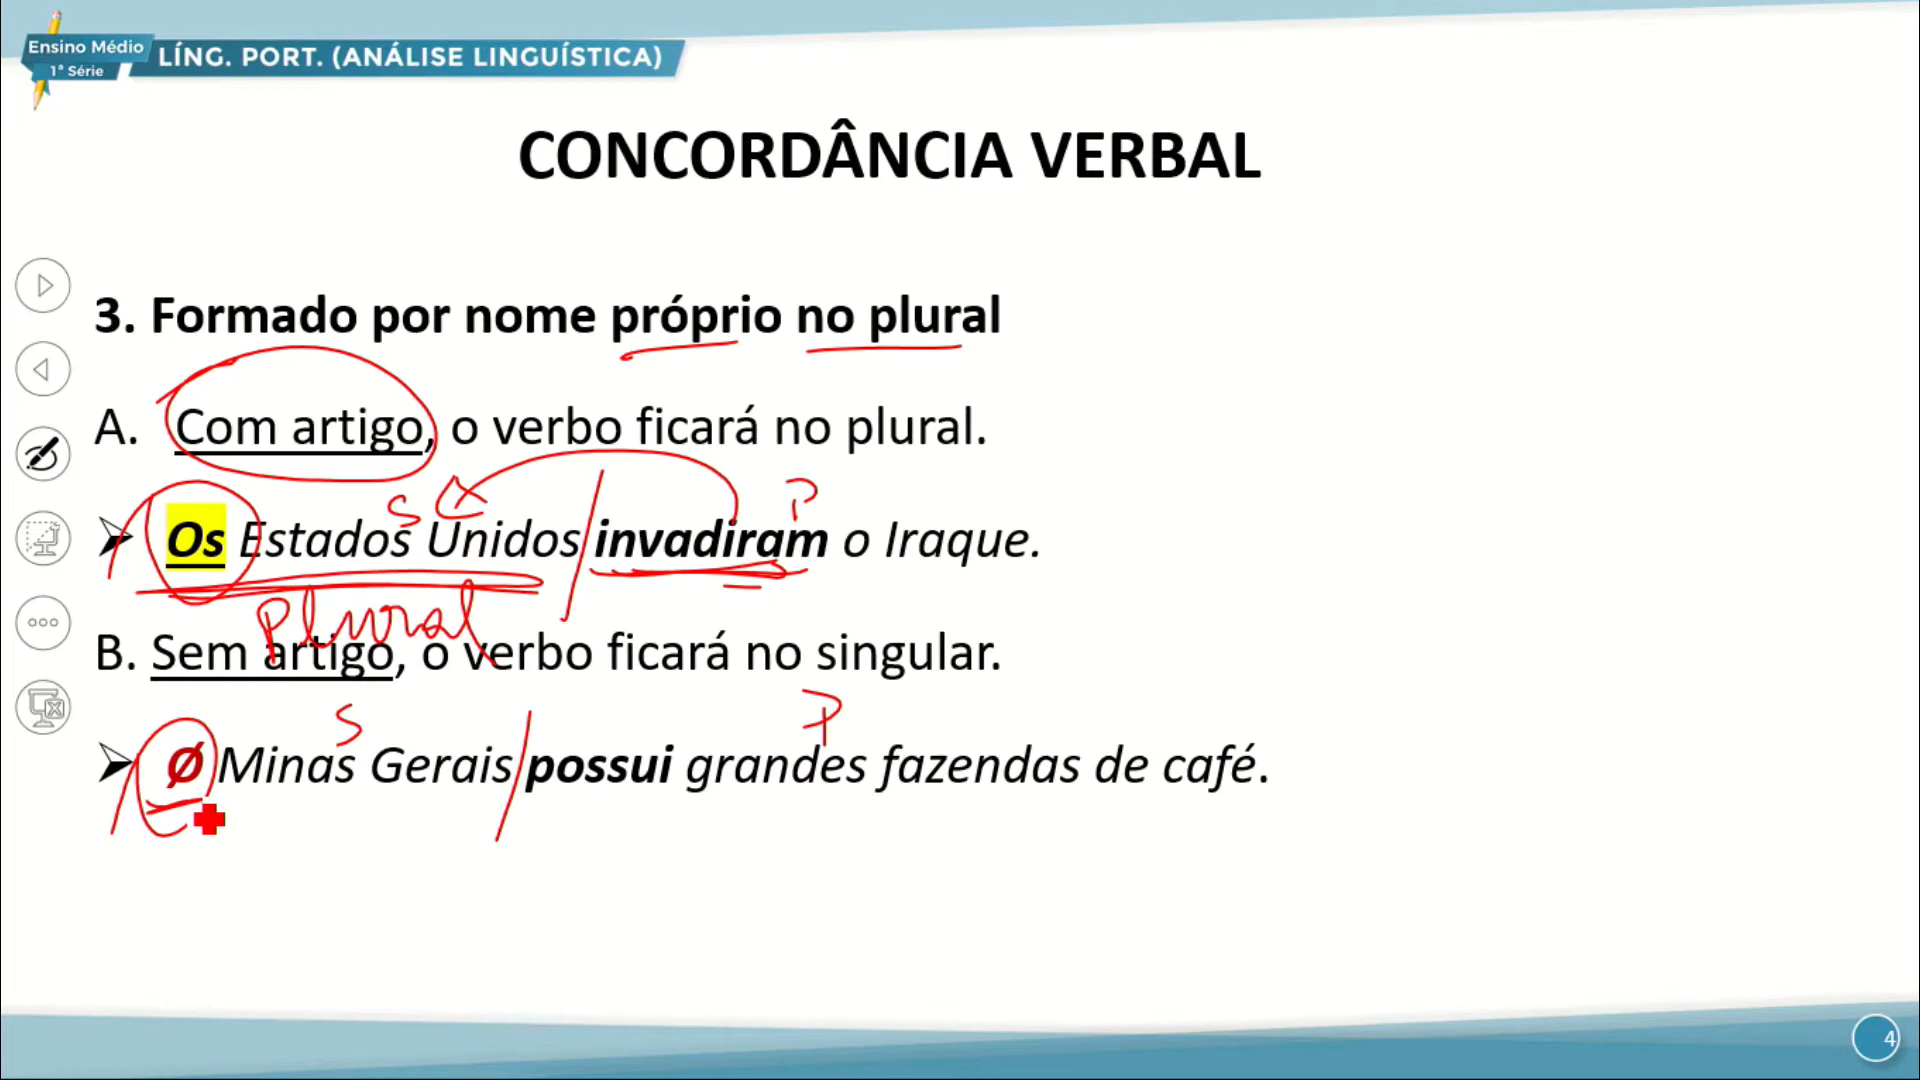 Ensino Médio
1ª Série
LÍNG. PORT. (ANÁLISE LINGUÍSTICA)
CONCORDÂNCIA VERBAL
3. Formado por nome próprio no plural
A. Com artigo, o verbo ficará no plural.
S P
Os Estados Unidos invadiram o Iraque.
plural
B. Sem artigo, o verbo ficará no singular.
S P
Ø Minas Gerais possui grandes fazendas de café.
4